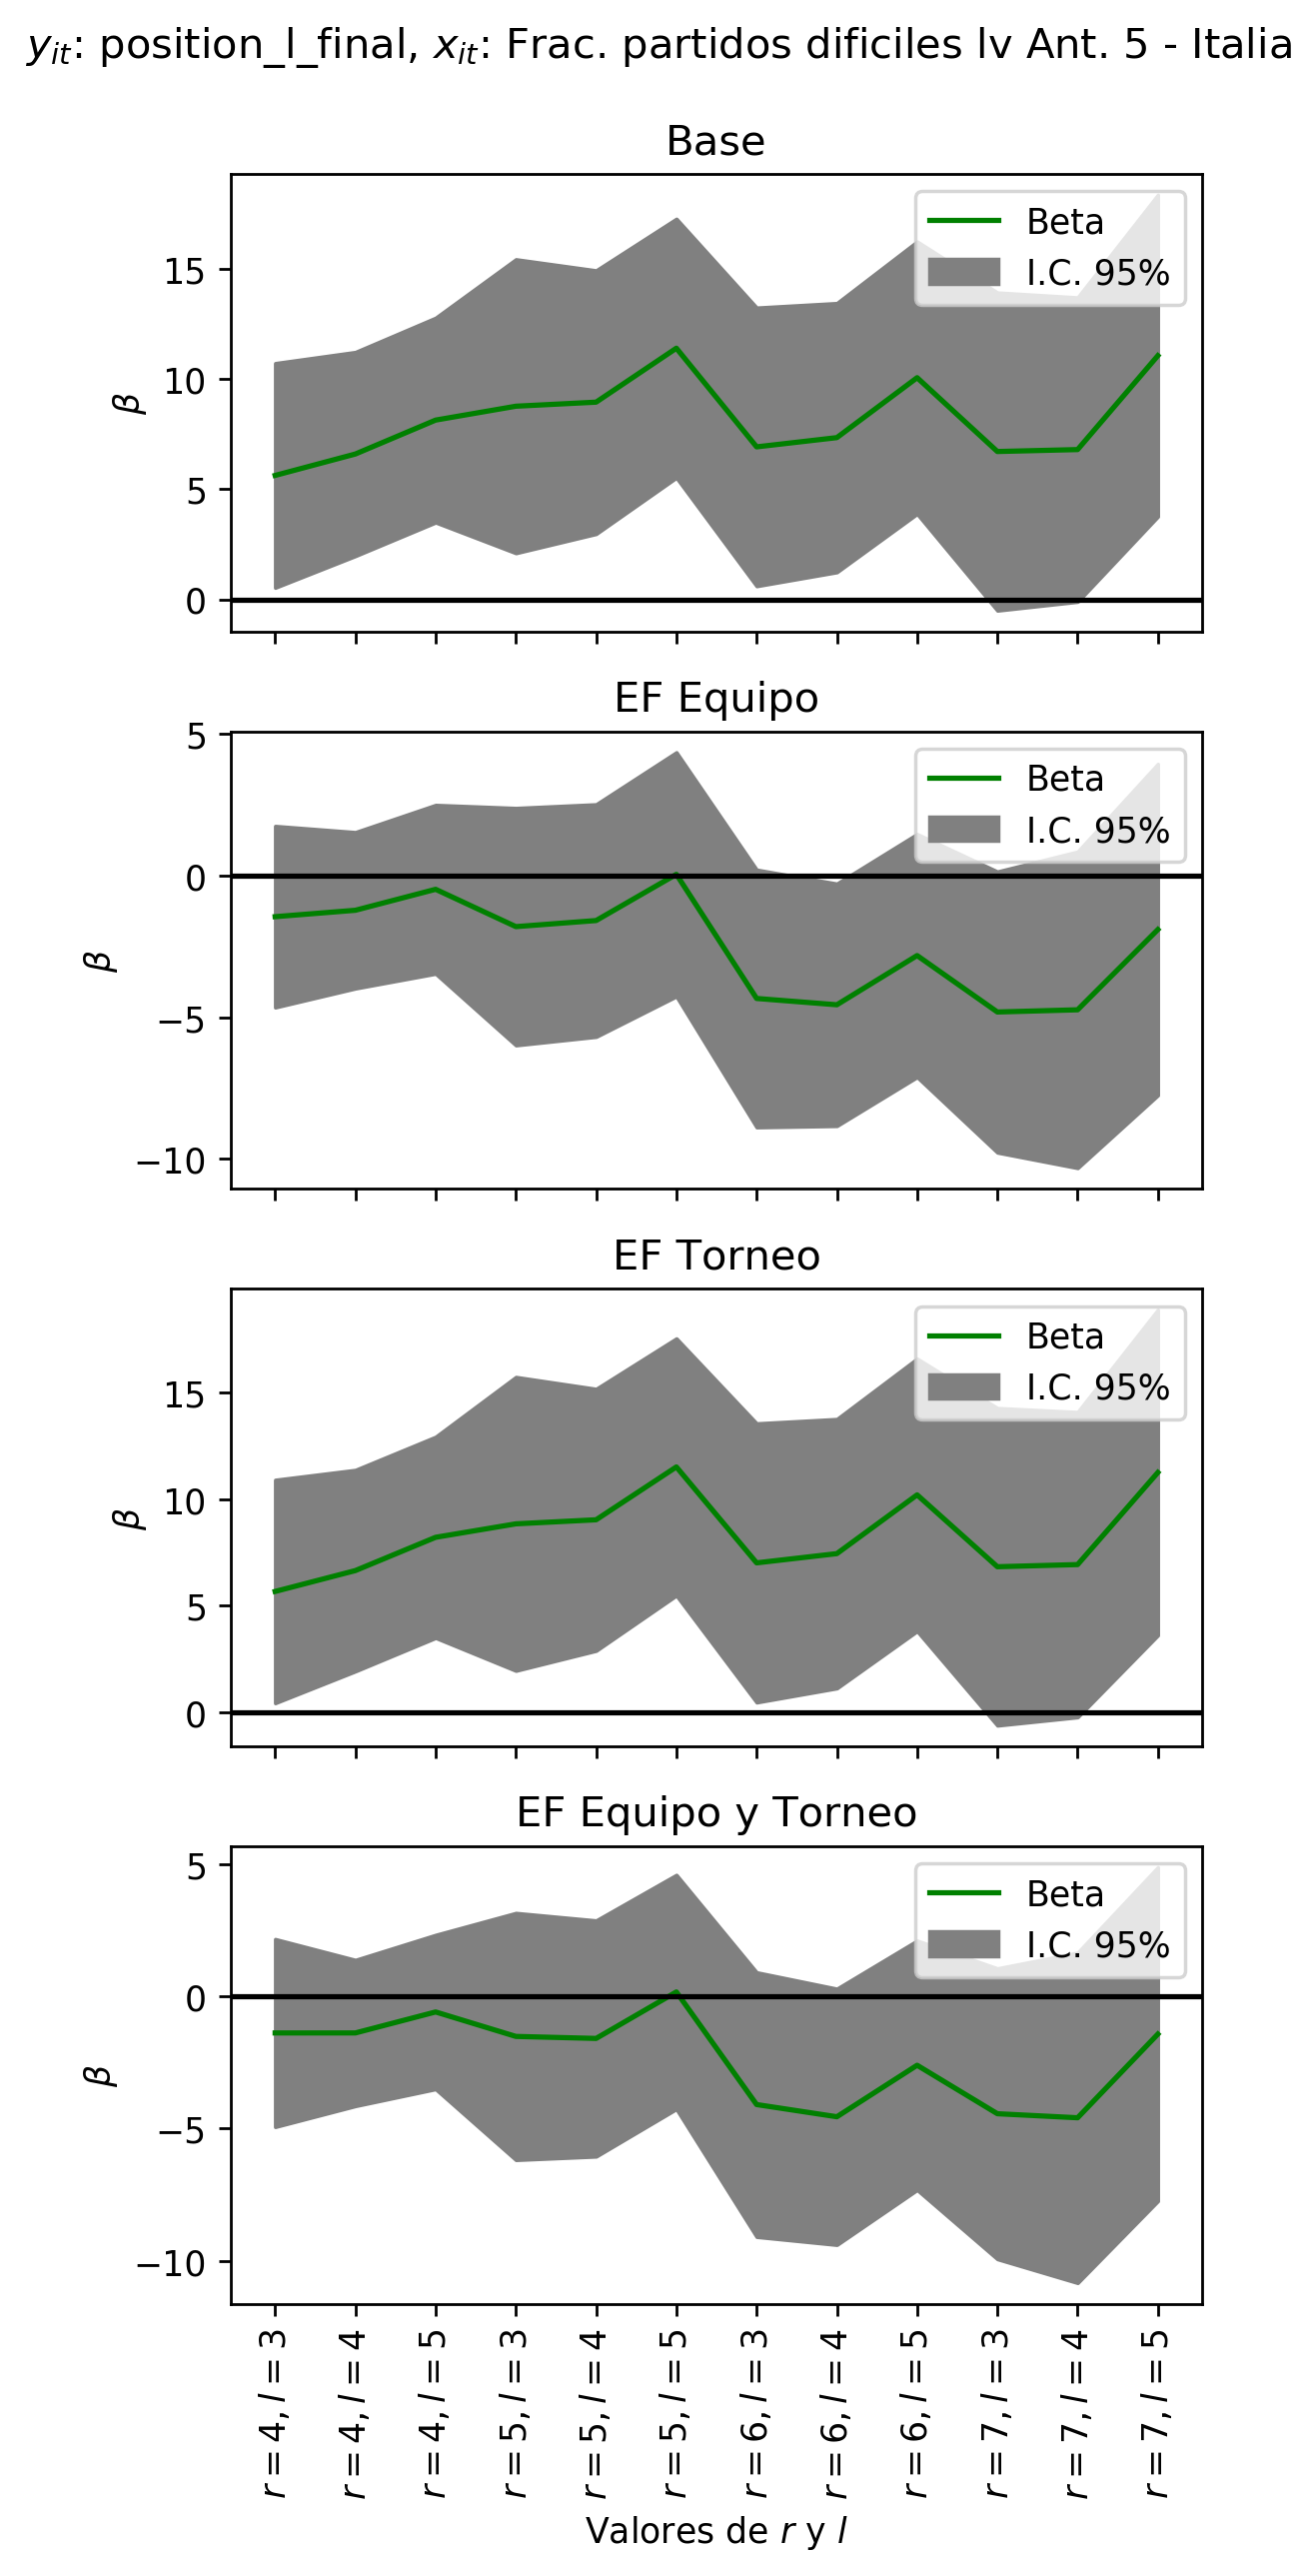 y_it: position_l_final, x_it: Frac. partidos dificiles lv Ant. 5 - Italia
Base
Beta
I.C. 95%
15
10
5
0
β
EF Equipo
Beta
I.C. 95%
5
0
−5
−10
β
EF Torneo
Beta
I.C. 95%
15
10
5
0
β
EF Equipo y Torneo
Beta
I.C. 95%
5
0
−5
−10
β
r = 4, l = 3
r = 4, l = 4
r = 4, l = 5
r = 5, l = 3
r = 5, l = 4
r = 5, l = 5
r = 6, l = 3
r = 6, l = 4
r = 6, l = 5
r = 7, l = 3
r = 7, l = 4
r = 7, l = 5
Valores de r y l